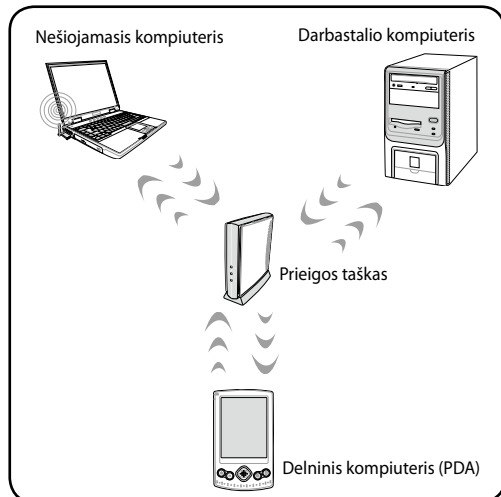 Nešiojamasis kompiuteris
Darbastalio kompiuteris
Prieigos taškas
Delninis kompiuteris (PDA)